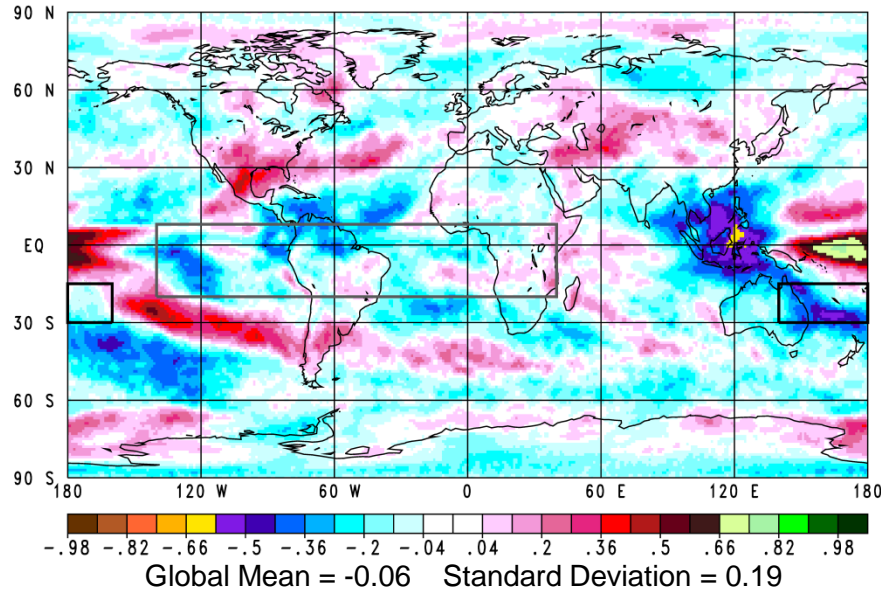 90 N
60 N
30 N
EQ
30 S
60 S
90 S
180 120 W 60 W 0 60 E 120 E 180
-.98 -.82 -.66 -.5 -.36 -.2 -.04 .04 .2 .36 .5 .66 .82 .98
Global Mean = -0.06 Standard Deviation = 0.19